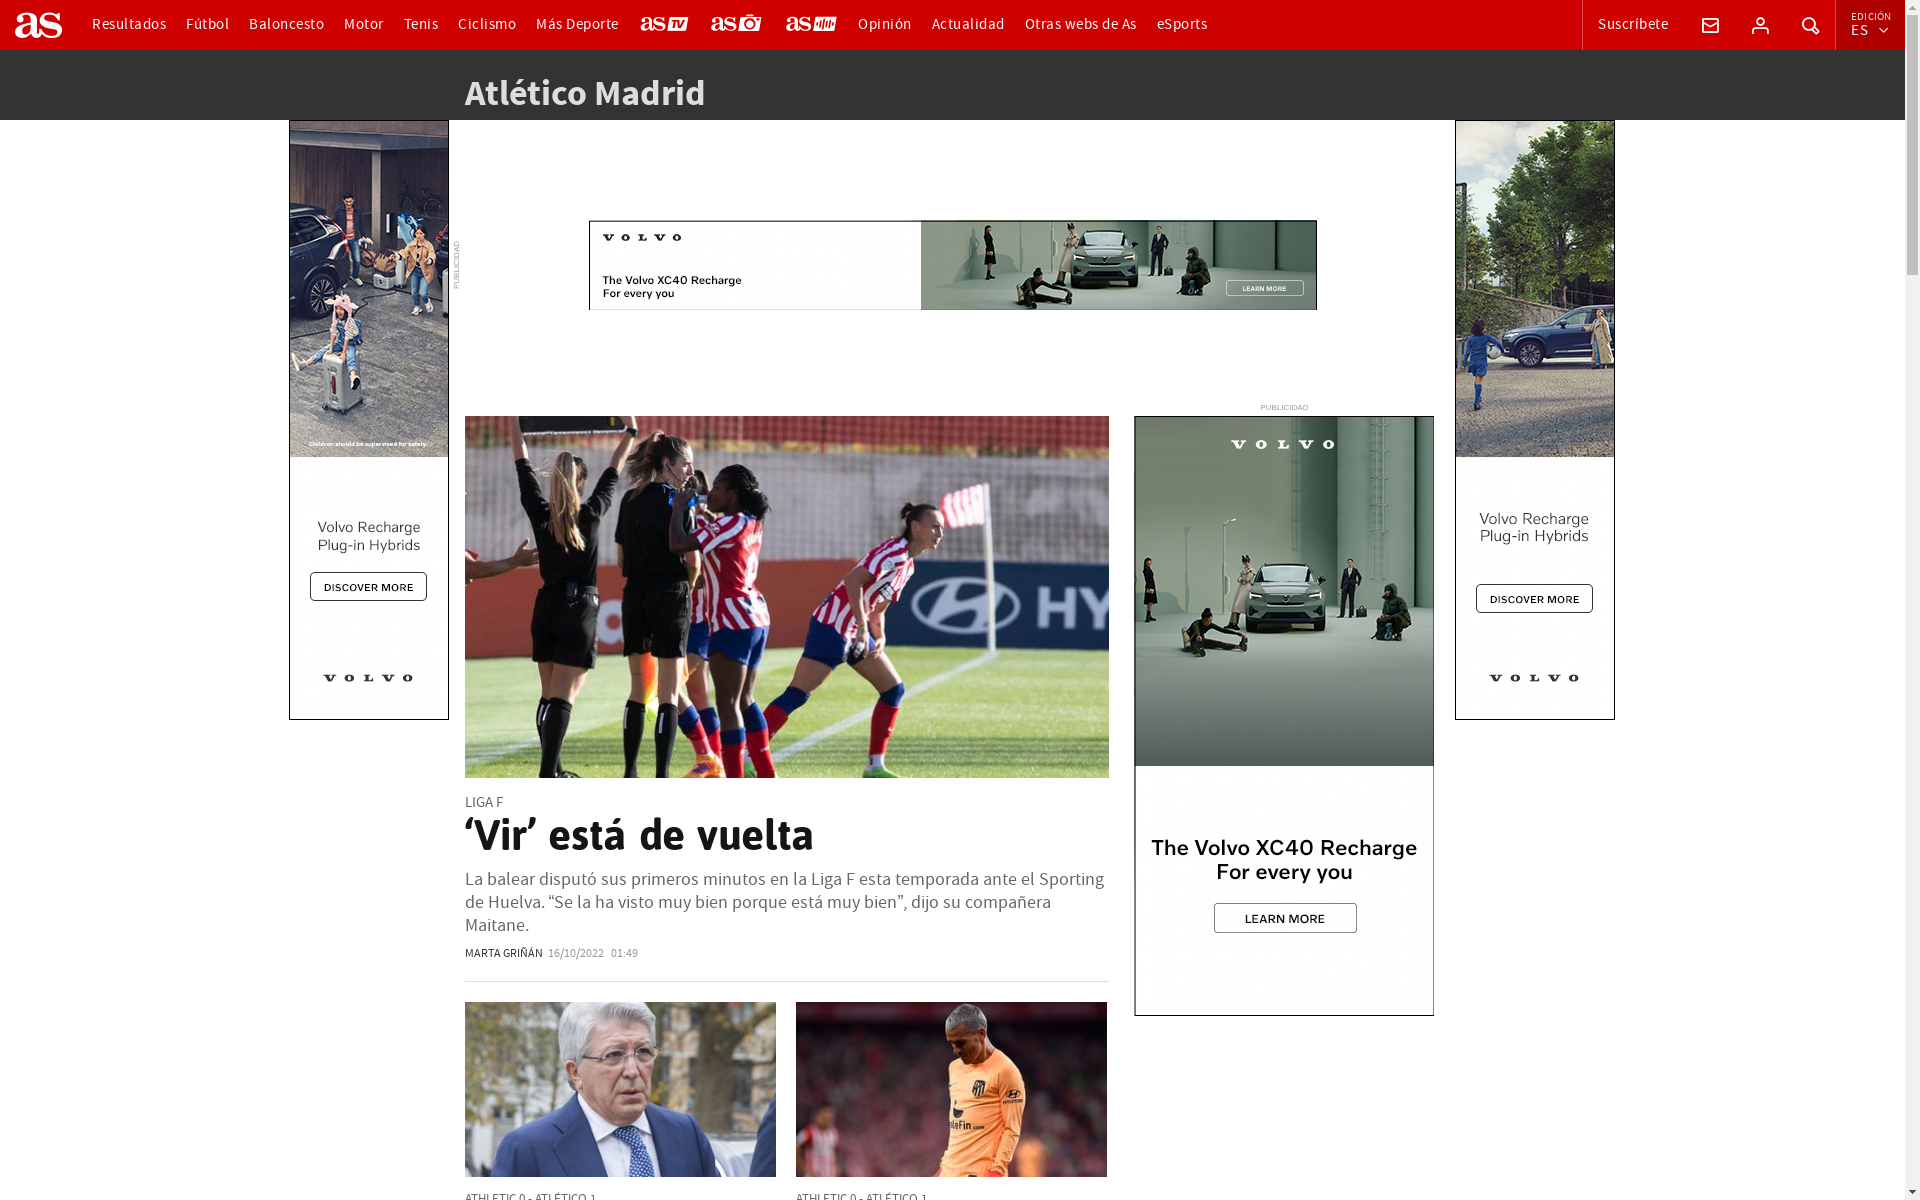 as
Resultados
Fútbol
Baloncesto
Motor
Tenis
Ciclismo
Más Deporte
as TV
as
as
Opinión
Actualidad
Otras webs de As
eSports
Suscríbete
EDICIÓN
ES
Atlético Madrid
PUBLICIDAD
VOLVO
The Volvo XC40 Recharge
For every you
LEARN MORE
Children should be supervised for safety.
Volvo Recharge
Plug-in Hybrids
DISCOVER MORE
VOLVO
Volvo Recharge
Plug-in Hybrids
DISCOVER MORE
VOLVO
HY
LIGA F
‘Vir’ está de vuelta
La balear disputó sus primeros minutos en la Liga F esta temporada ante el Sporting
de Huelva. “Se la ha visto muy bien porque está muy bien”, dijo su compañera
Maitane.
MARTA GRIÑÁN 16/10/2022 01:49
PUBLICIDAD
VOLVO
The Volvo XC40 Recharge
For every you
LEARN MORE
ATHLETIC 0 - ATLÉTICO 1
ATHLETIC 0 - ATLÉTICO 1